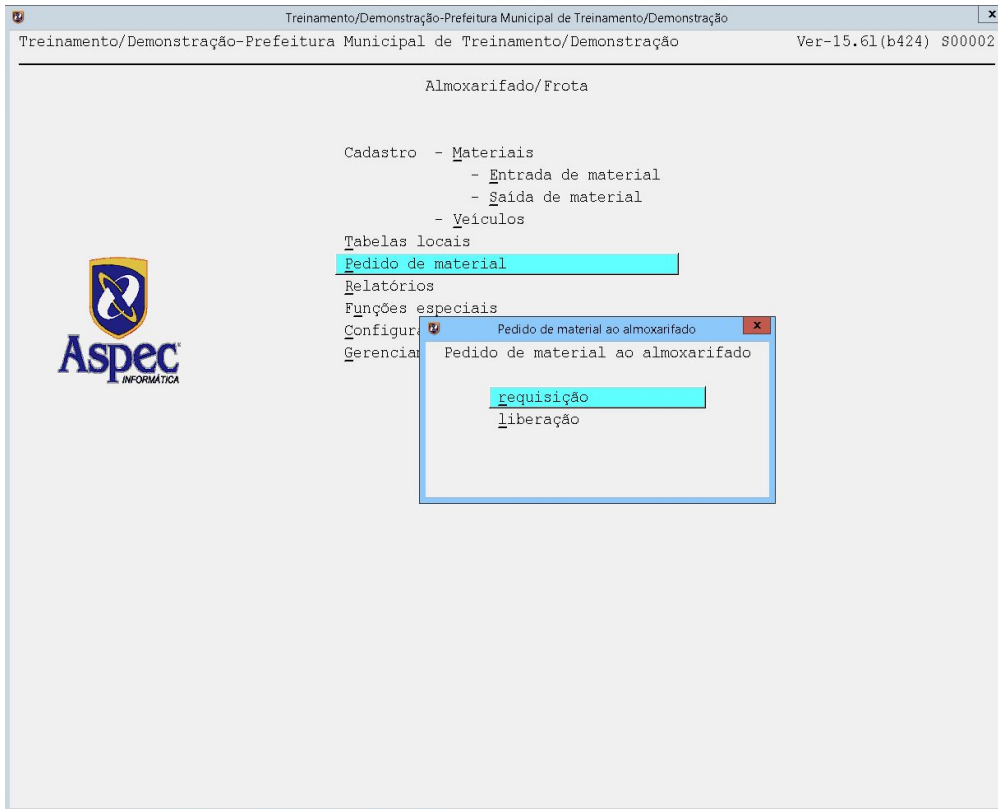 Treinamento/Demonstração-Prefeitura Municipal de Treinamento/Demonstração x
Treinamento/Demonstração-Prefeitura Municipal de Treinamento/Demonstração Ver-15.6l(b424) S00002
Almoxarifado/Frota
Cadastro - Materiais
- Entrada de material
- Saída de material
- Veículos
Tabelas locais
Pedido de material
Relatórios
Funções especiais
Configura
Gerenciam
Aspec
INFORMÁTICA
Pedido de material ao almoxarifado x
Pedido de material ao almoxarifado
requisição
liberação